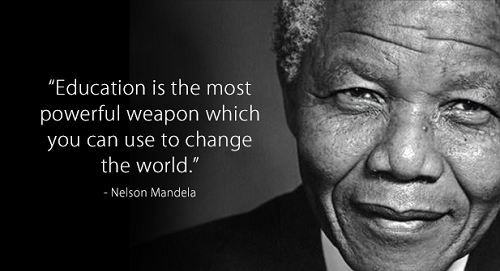 “Education is the most
powerful weapon which
you can use to change
the world.”
- Nelson Mandela